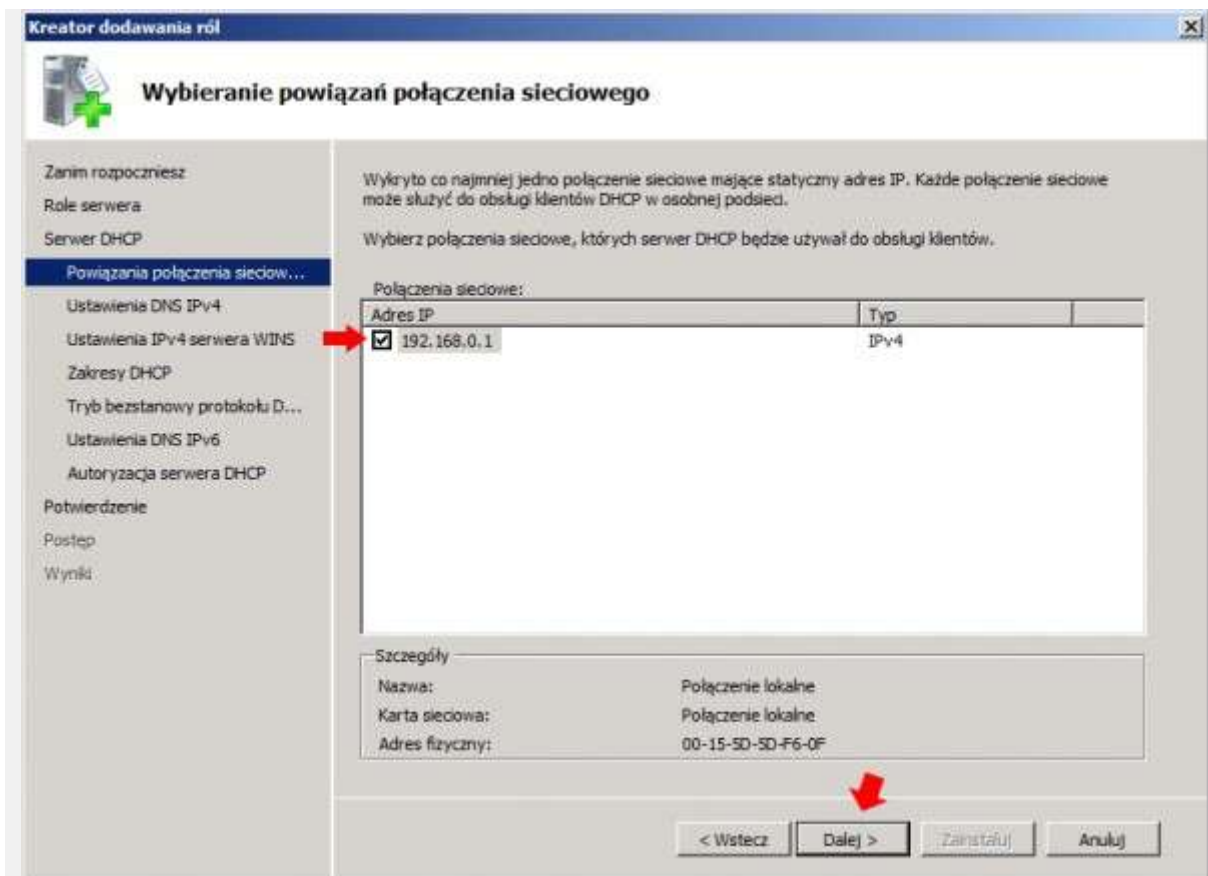 Kreator dodawania ról
Wybieranie powiązań połączenia sieciowego
Zanim rozpoczniesz
Role serwera
Serwer DHCP
Powiązania połączenia sieciow...
Ustawienia DNS IPv4
Ustawienia IPv4 serwera WINS
Zakresy DHCP
Tryb bezstanowy protokołu D...
Ustawienia DNS IPv6
Autoryzacja serwera DHCP
Potwierdzenie
Postęp
Wyniki
Wykryto co najmniej jedno połączenie sieciowe mające statyczny adres IP. Każde połączenie sieciowe
może służyć do obsługi klientów DHCP w osobnej podsieci.
Wybierz połączenia sieciowe, których serwer DHCP będzie używał do obsługi klientów.
Połączenia sieciowe:
Adres IP Typ
192.168.0.1 IPv4
Szczegóły
Nazwa: Połączenie lokalne
Karta sieciowa: Połączenie lokalne
Adres fizyczny: 00-15-5D-5D-F6-0F
< Wstecz Dalej > Zainstaluj Anuluj